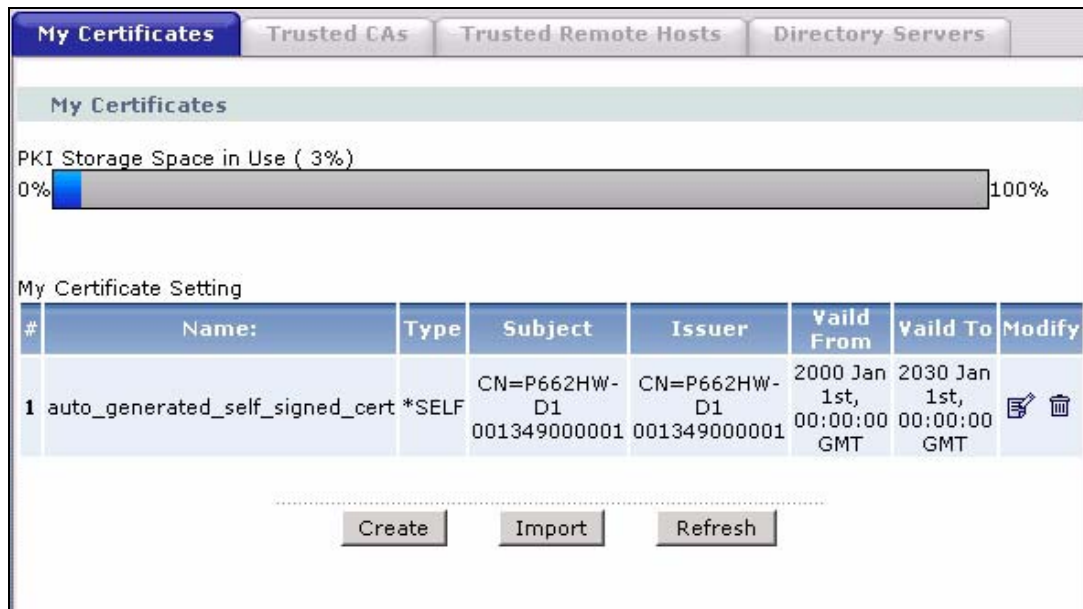 My Certificates Trusted CAs Trusted Remote Hosts Directory Servers
My Certificates
PKI Storage Space in Use ( 3%)
0% 100%
My Certificate Setting
# Name: Type Subject Issuer Vaild From Vaild To Modify
1 auto_generated_self_signed_cert *SELF CN=P662HW-D1 001349000001 CN=P662HW-D1 001349000001 2000 Jan 1st, 00:00:00 GMT 2030 Jan 1st, 00:00:00 GMT
Create Import Refresh